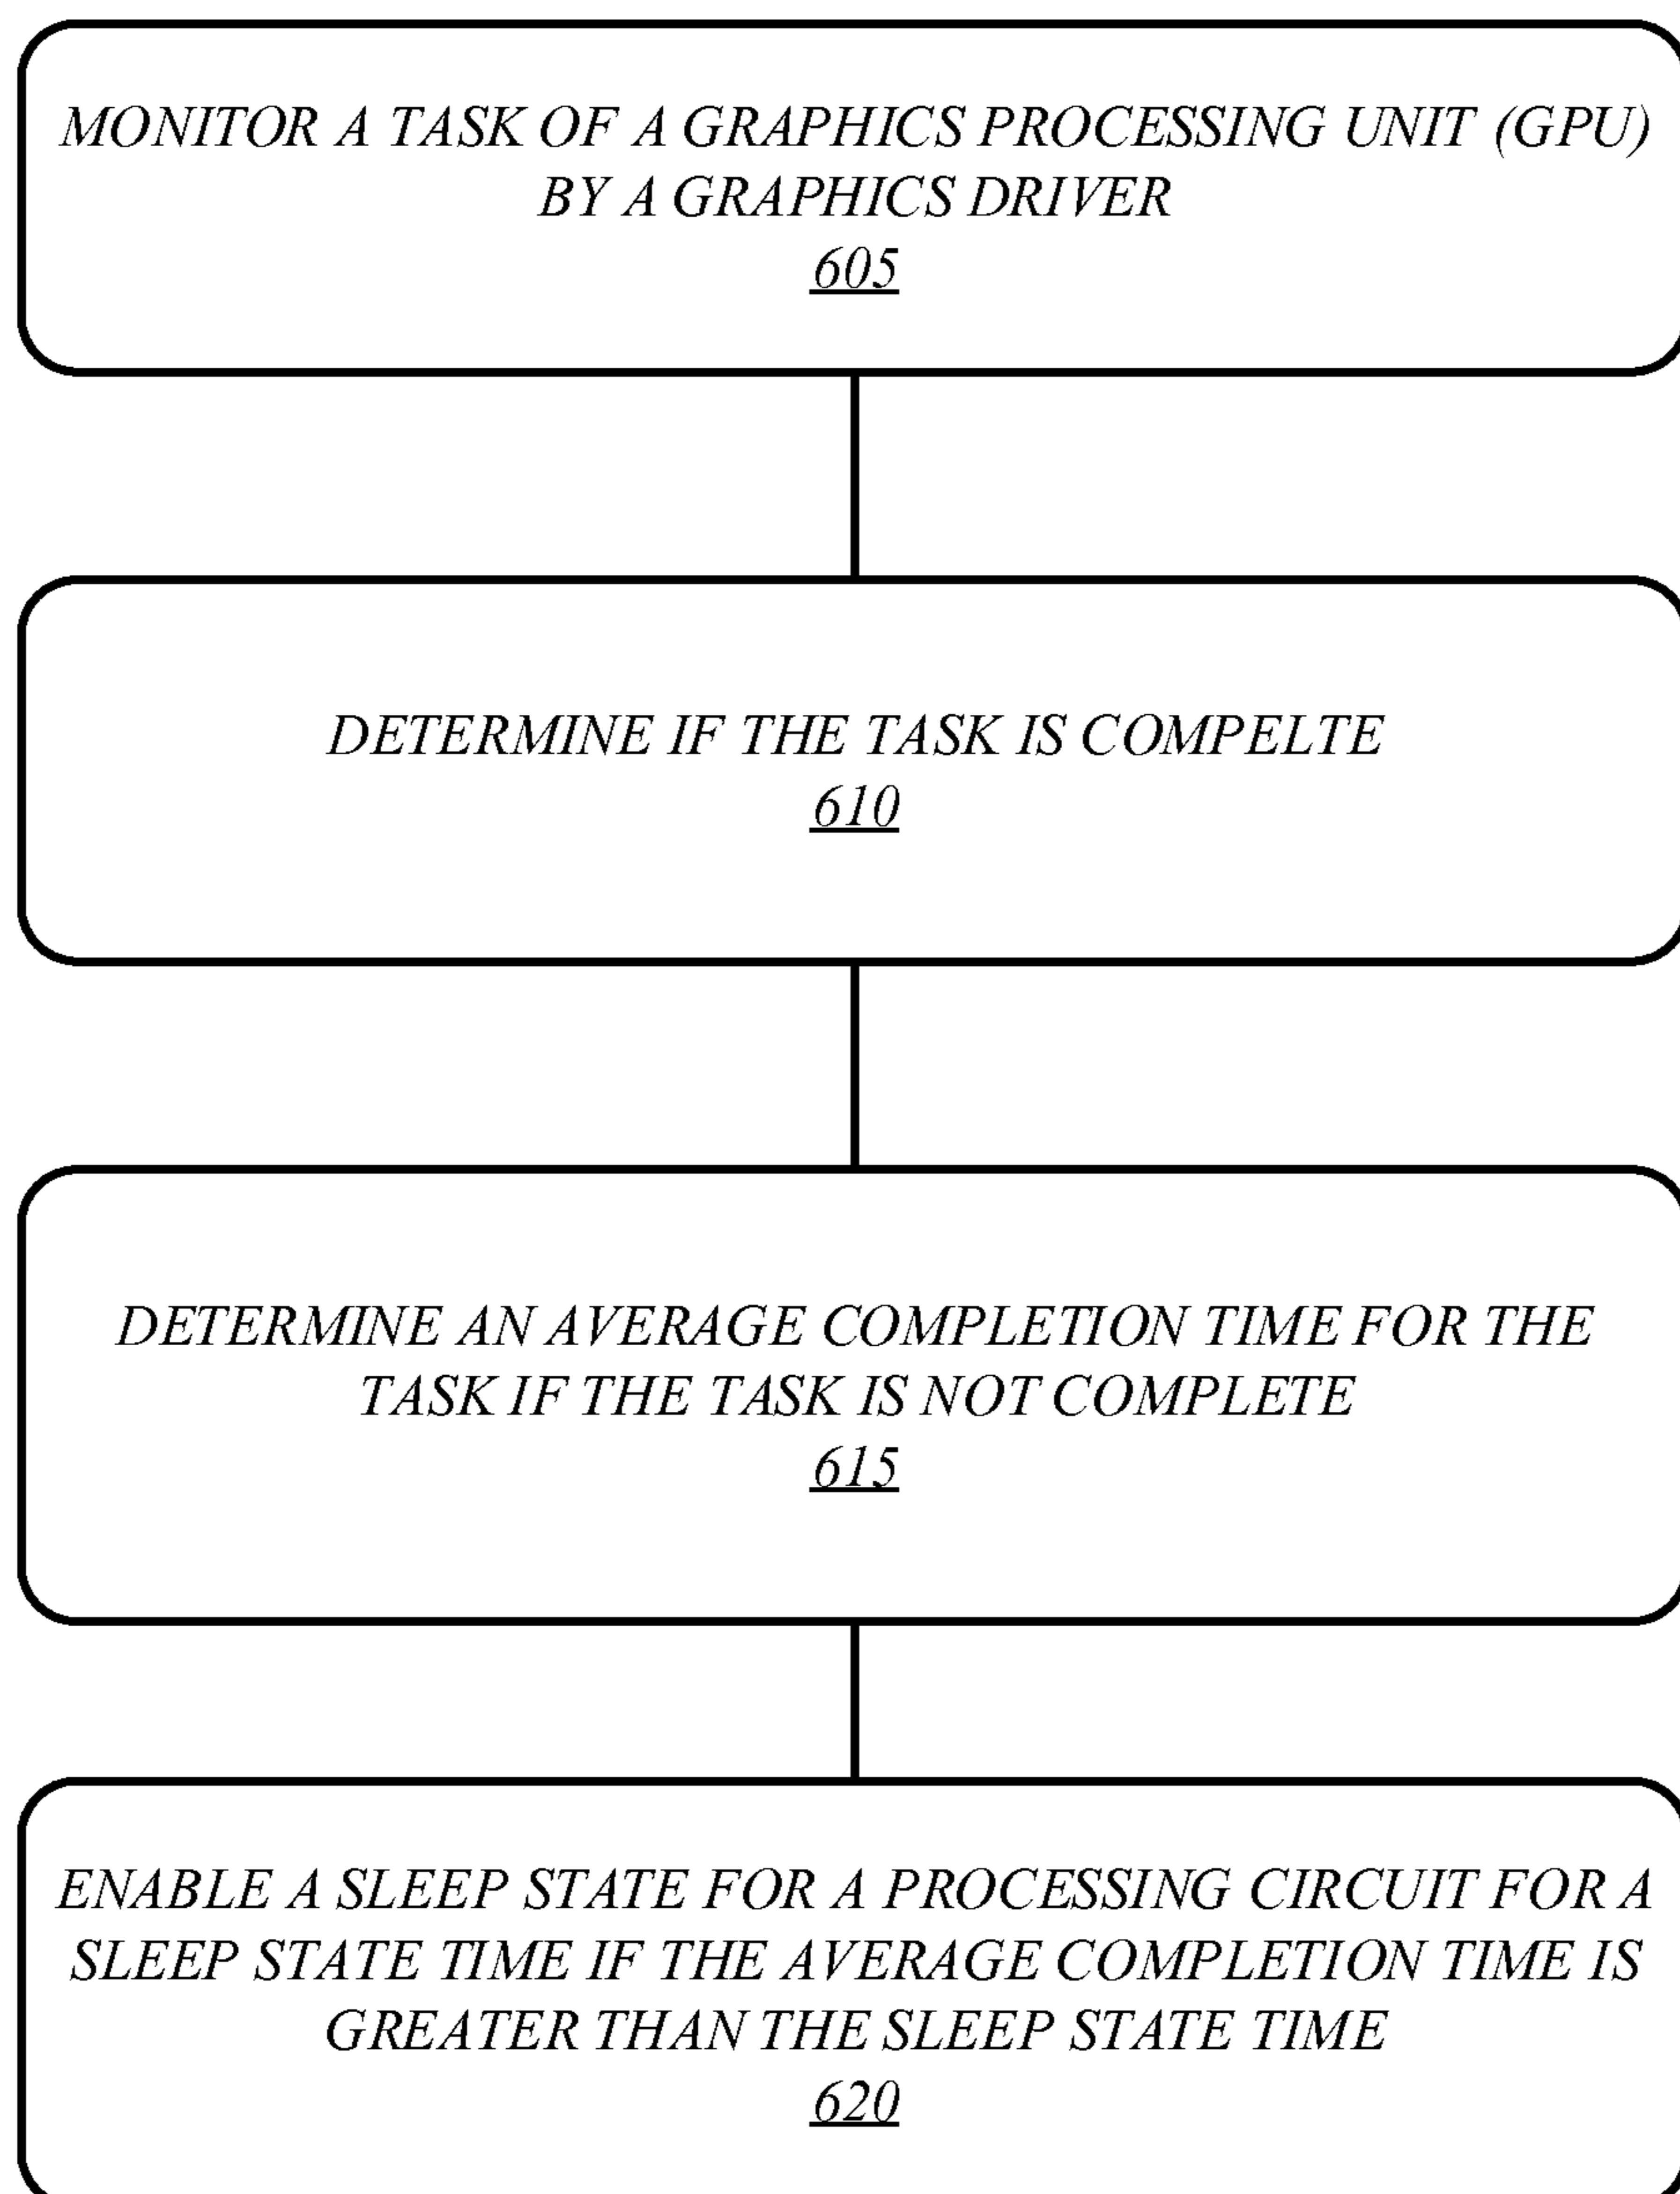 MONITOR A TASK OF A GRAPHICS PROCESSING UNIT (GPU)
BY A GRAPHICS DRIVER
605
DETERMINE IF THE TASK IS COMPELTE
610
DETERMINE AN AVERAGE COMPLETION TIME FOR THE
TASK IF THE TASK IS NOT COMPLETE
615
ENABLE A SLEEP STATE FOR A PROCESSING CIRCUIT FOR A
SLEEP STATE TIME IF THE AVERAGE COMPLETION TIME IS
GREATER THAN THE SLEEP STATE TIME
620